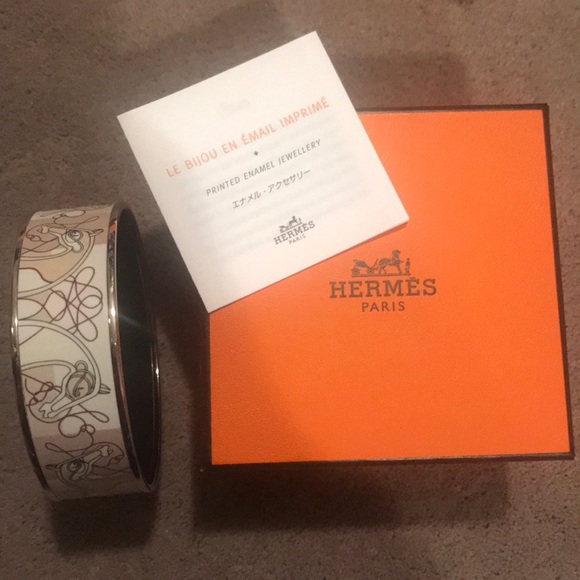 LE BIJOU EN ÉMAIL IMPRIMÉ
PRINTED ENAMEL JEWELLERY
エナメル・アクセサリー
HERMÈS
PARIS
HERMÈS
PARIS